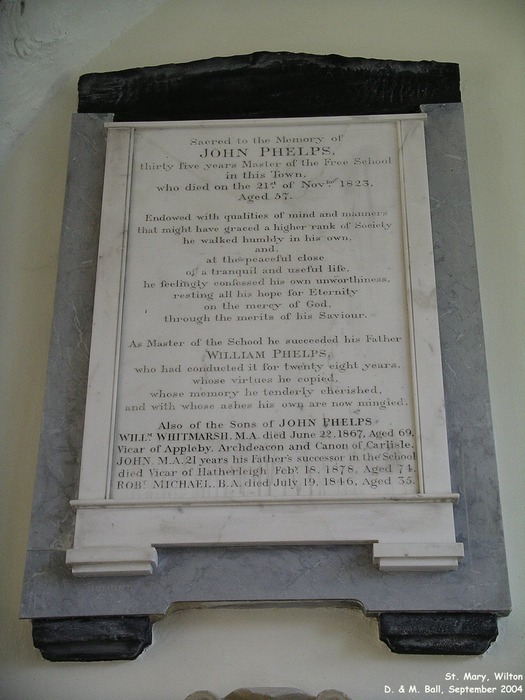 Sacred to the Memory of
JOHN PHELPS,
thirty five years Master of the Free School
in this Town,
who died on the 21st of Novber 1823.
Aged 57.
Endowed with qualities of mind and manners
that might have graced a higher rank of Society
he walked humbly in his own,
and,
at the peaceful close
of a tranquil and useful life,
he feelingly confessed his own unworthiness,
resting all his hope for Eternity
on the mercy of God,
through the merits of his Saviour.
As Master of the School he succeeded his Father
WILLIAM PHELPS,
who had conducted it for twenty eight years,
whose virtues he copied,
whose memory he tenderly cherished,
and with whose ashes his own are now mingled.
Also of the Sons of JOHN PHELPS
WILLm WHITMARSH. M.A. died June 22. 1867. Aged 69.
Vicar of Appleby, Archdeacon and Canon of Carlisle.
JOHN. M.A. 21 years his Father's successor in the School
died Vicar of Hatherleigh Feby 18. 1878. Aged 74.
ROBt MICHAEL. B.A. died July 19. 1846. Aged 35.
St. Mary, Wilton
D. & M. Ball, September 2004